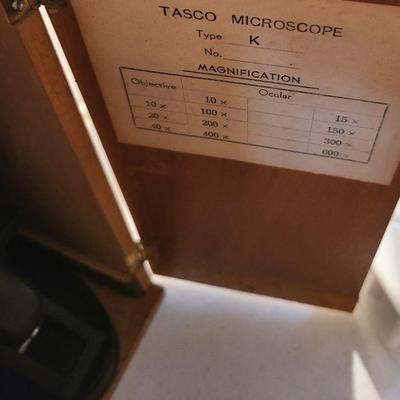 TASCO MICROSCOPE
Type K
No.
MAGNIFICATION
Objective Ocular
10× 15×
10× 100× 150×
20× 200× 300×
40× 400× 600×